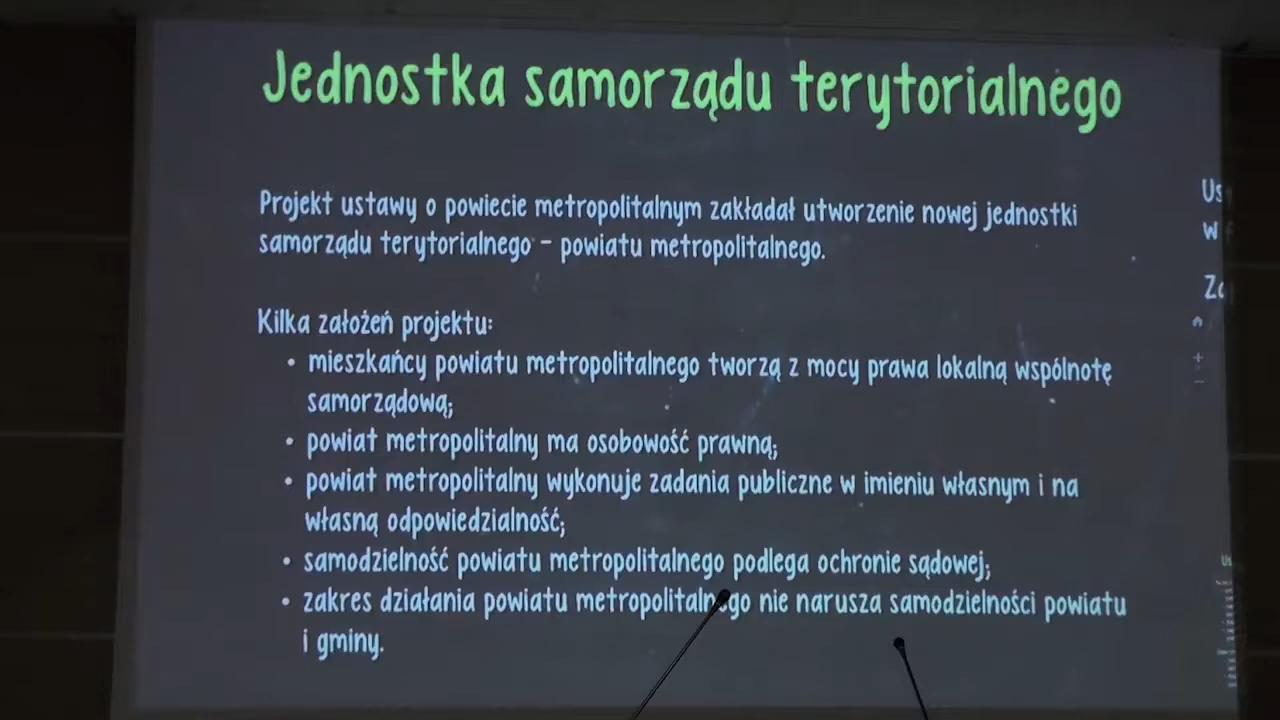 Jednostka samorządu terytorialnego
Projekt ustawy o powiecie metropolitalnym zakładał utworzenie nowej jednostki
samorządu terytorialnego - powiatu metropolitalnego.
Kilka założeń projektu:
• mieszkańcy powiatu metropolitalnego tworzą z mocy prawa lokalną wspólnotę
samorządową;
• powiat metropolitalny ma osobowość prawną;
• powiat metropolitalny wykonuje zadania publiczne w imieniu własnym i na
własną odpowiedzialność;
• samodzielność powiatu metropolitalnego podlega ochronie sądowej;
• zakres działania powiatu metropolitalnego nie narusza samodzielności powiatu
i gminy.